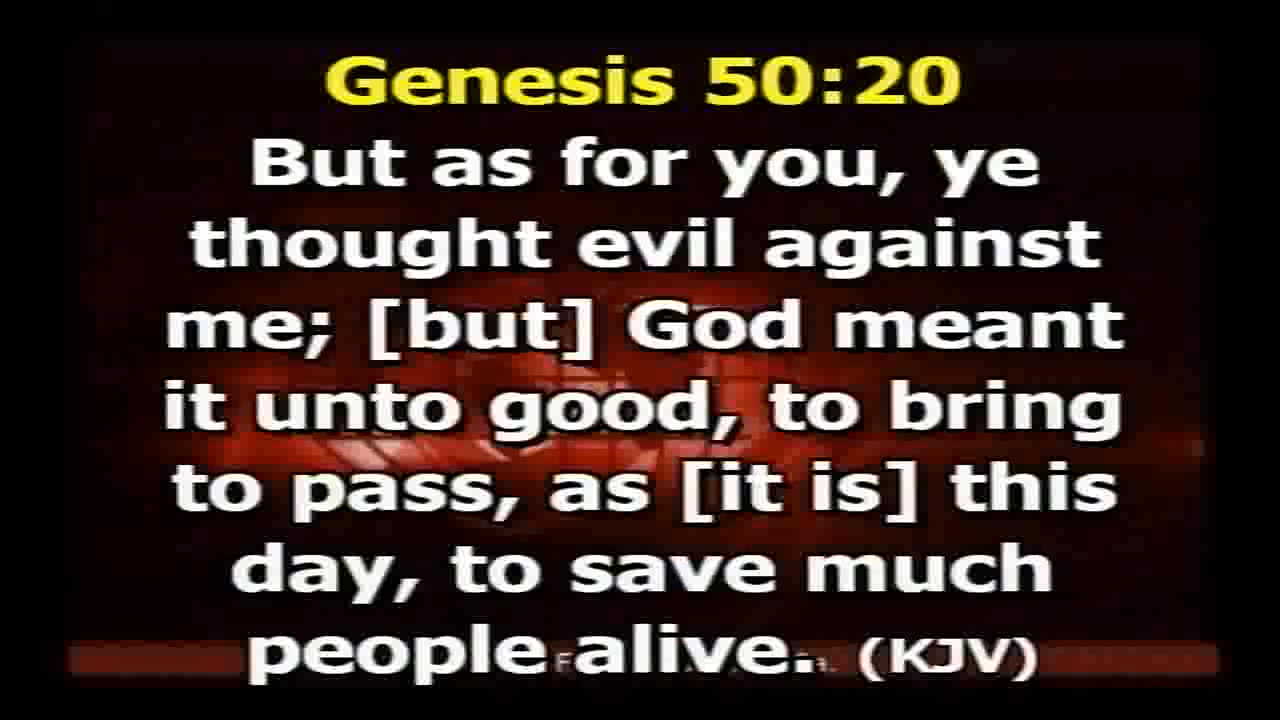 Genesis 50:20
But as for you, ye
thought evil against
me; [but] God meant
it unto good, to bring
to pass, as [it is] this
day, to save much
people alive. (KJV)